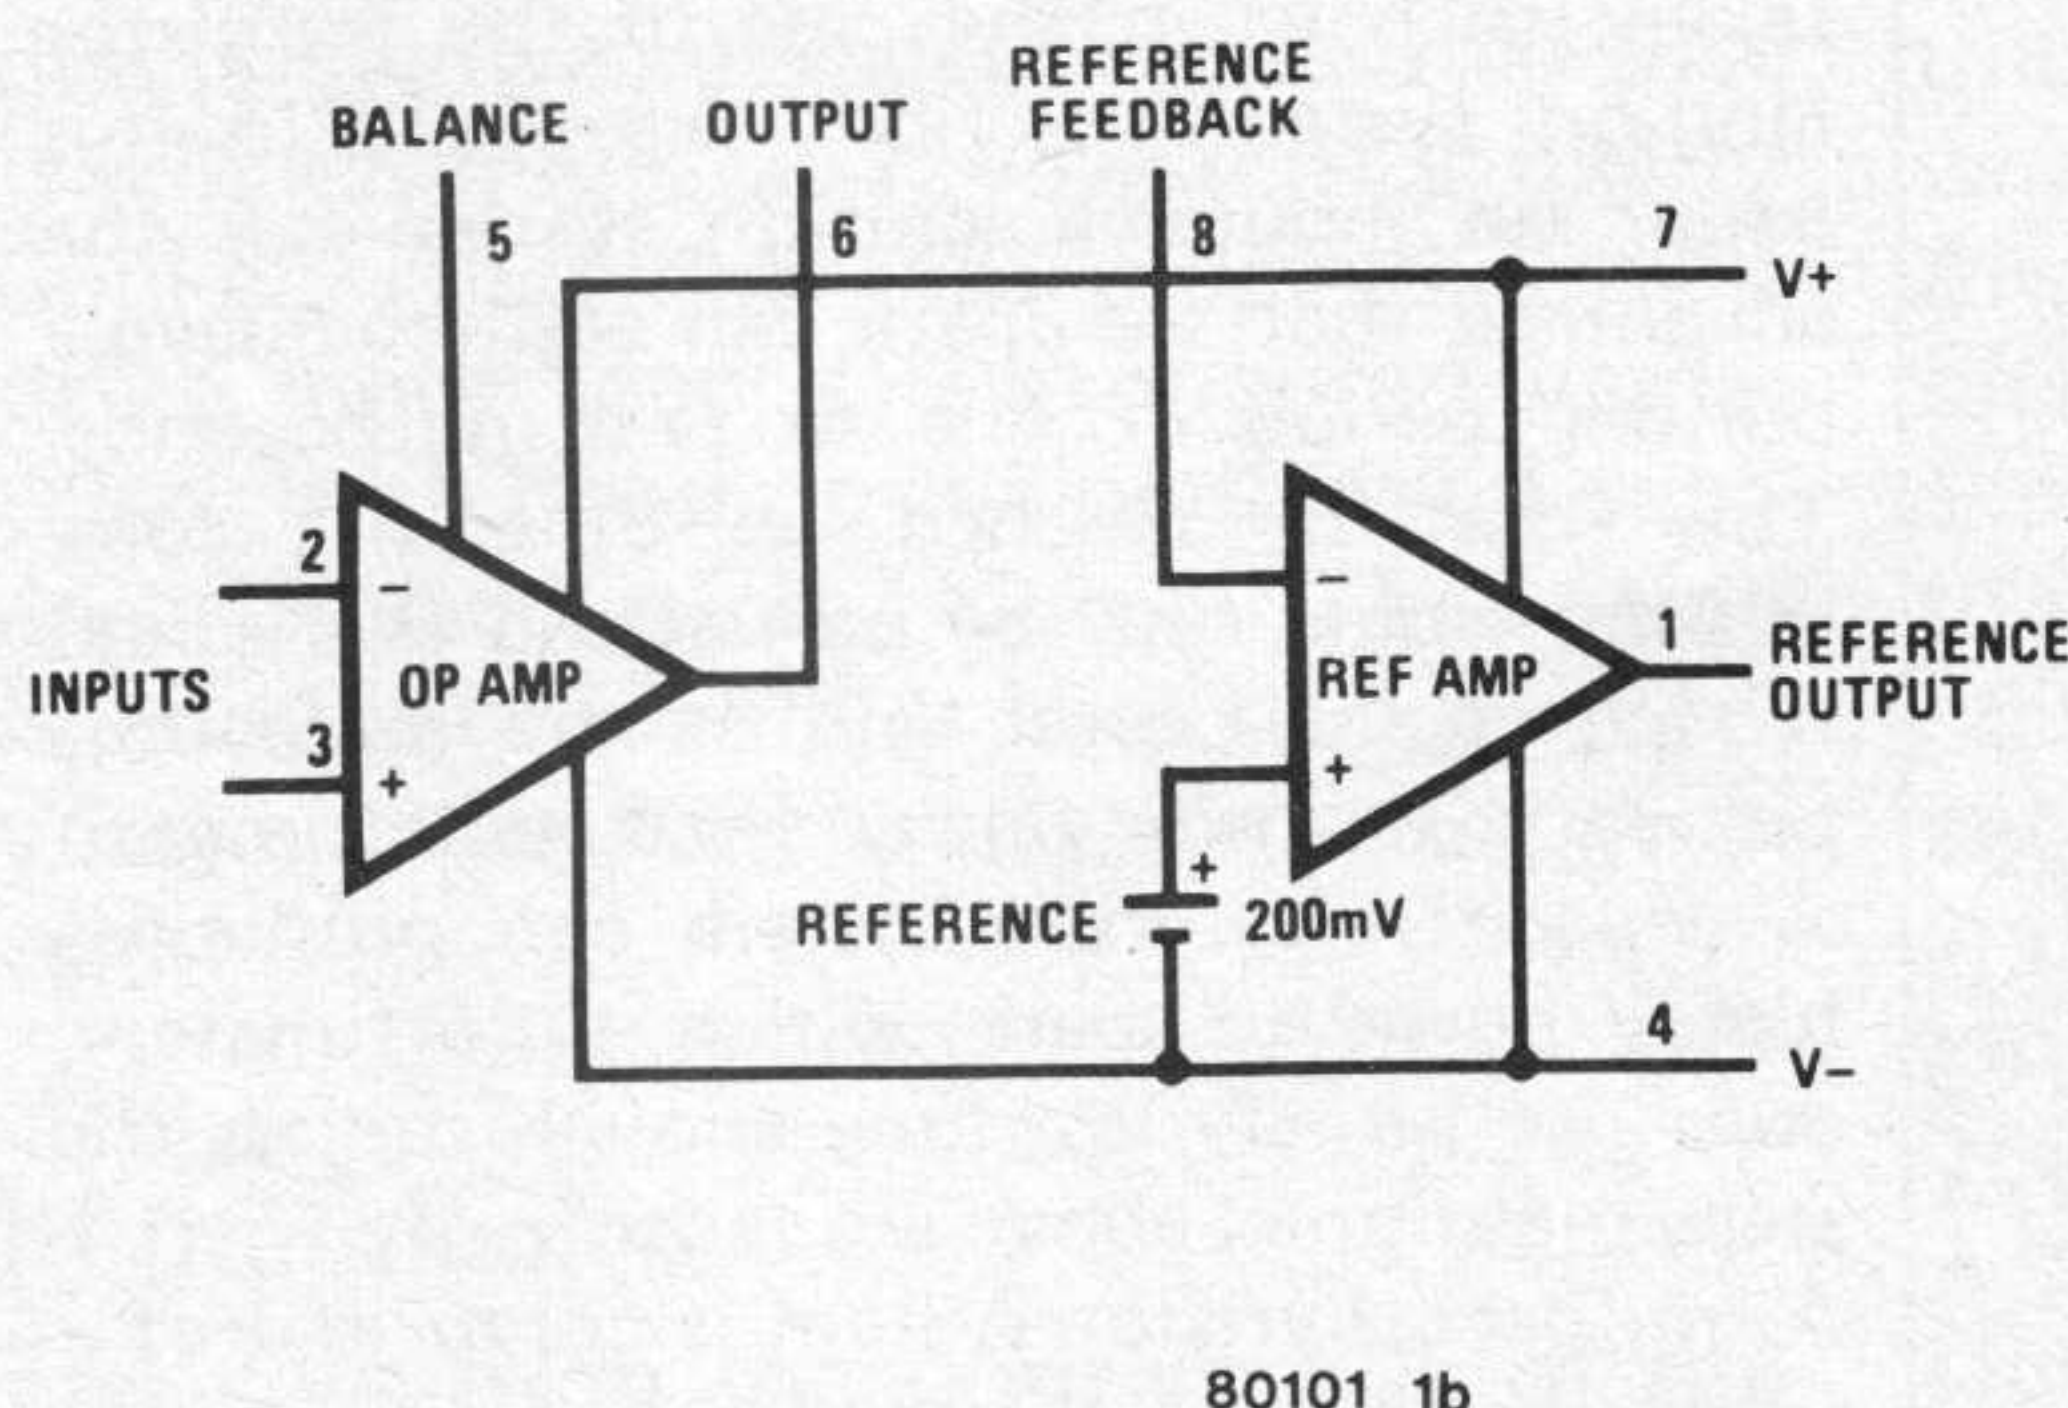 REFERENCE
FEEDBACK
BALANCE
OUTPUT
5
6
8
7
V+
2
−
−
1
REFERENCE
OUTPUT
INPUTS
OP AMP
REF AMP
3
+
+
+
REFERENCE
200mV
4
V−
80101 1b